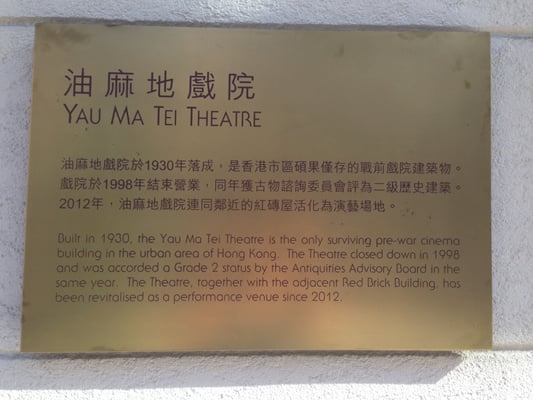 油麻地戲院
YAU MA TEI THEATRE
油麻地戲院於1930年落成，是香港市區碩果僅存的戰前戲院建築物。
戲院於1998年結束營業，同年獲古物諮詢委員會評為二級歷史建築。
2012年，油麻地戲院連同鄰近的紅磚屋活化為演藝場地。
Built in 1930, the Yau Ma Tei Theatre is the only surviving pre-war cinema
building in the urban area of Hong Kong. The Theatre closed down in 1998
and was accorded a Grade 2 status by the Antiquities Advisory Board in the
same year. The Theatre, together with the adjacent Red Brick Building, has
been revitalised as a performance venue since 2012.